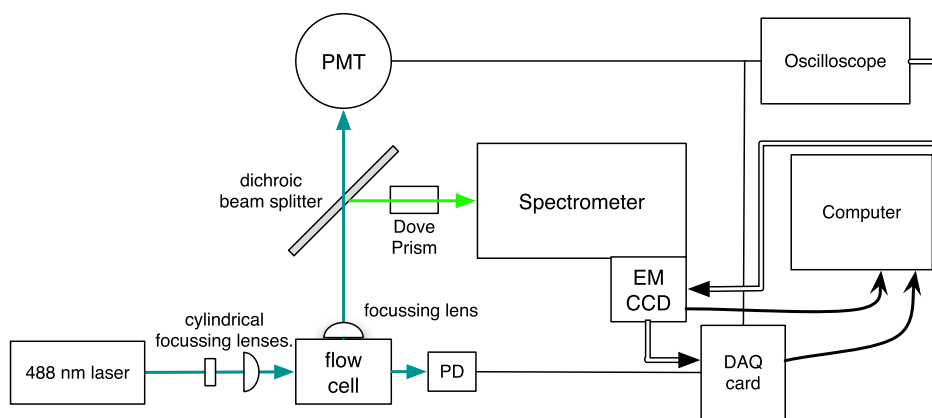 PMT
Oscilloscope
dichroic
beam splitter
Dove
Prism
Spectrometer
Computer
EM
CCD
focussing lens
cylindrical
focussing lenses.
488 nm laser
flow
cell
PD
DAQ
card